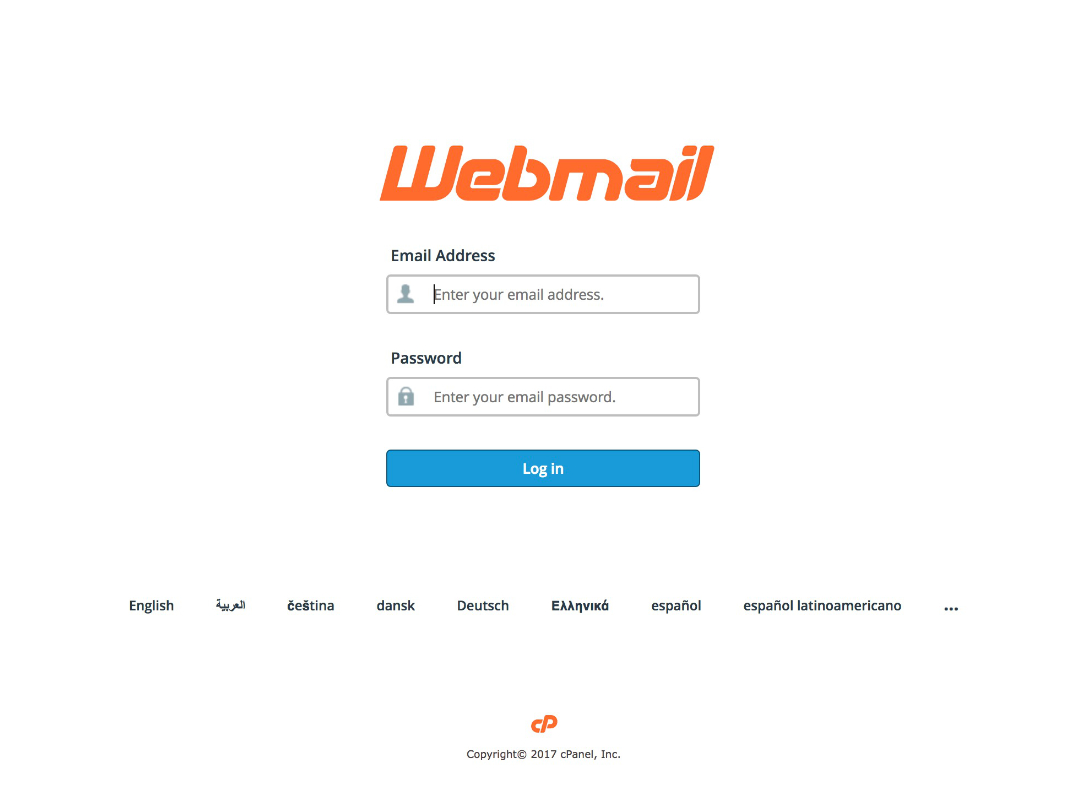 Webmail
Email Address
Enter your email address.
Password
Enter your email password.
Log in
English العربية čeština dansk Deutsch Ελληνικά español español latinoamericano ...
cP
Copyright© 2017 cPanel, Inc.